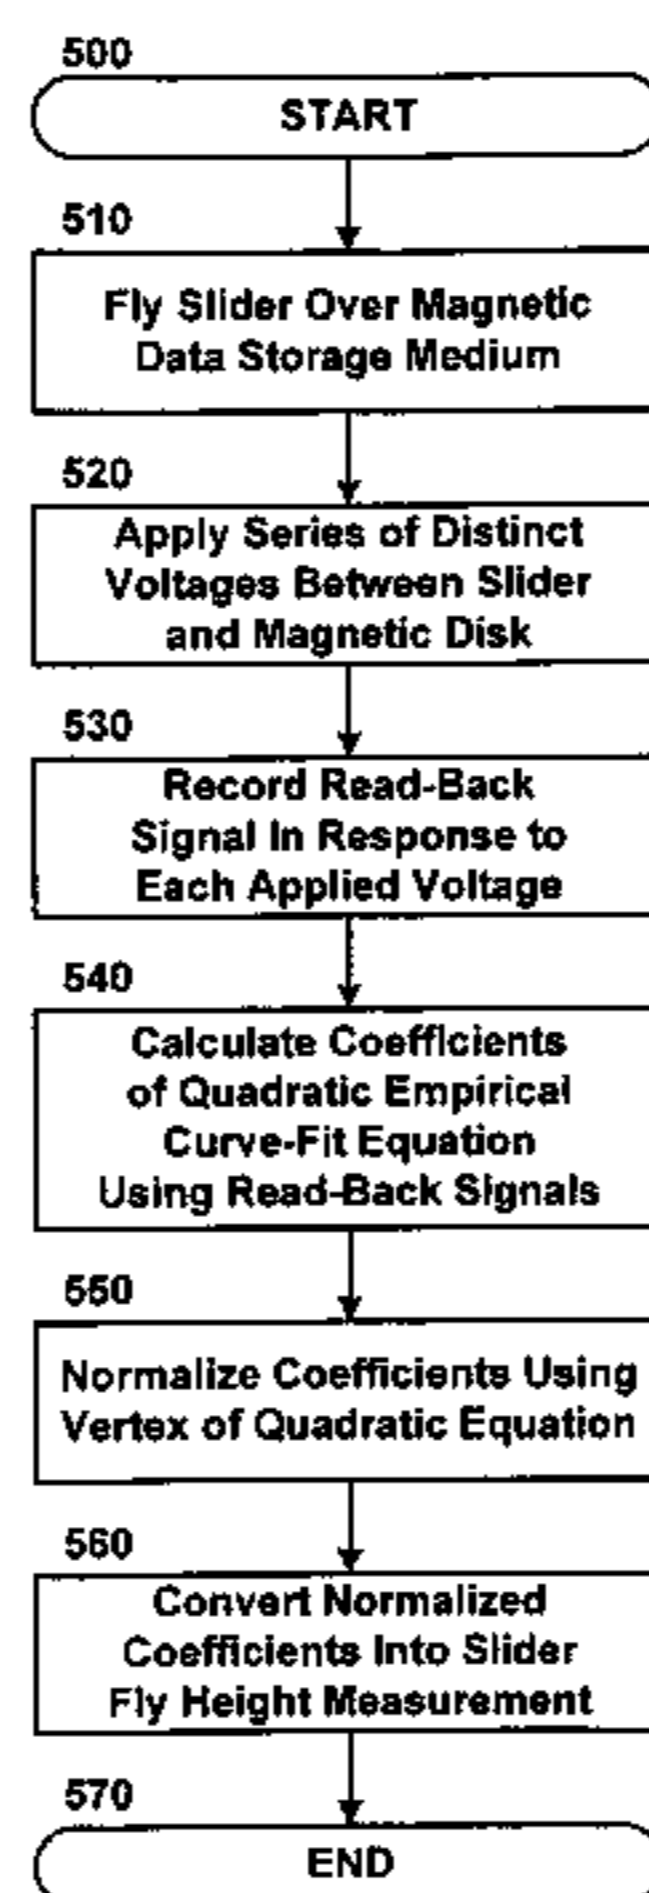 500
START
510
Fly Slider Over Magnetic
Data Storage Medium
520
Apply Series of Distinct
Voltages Between Slider
and Magnetic Disk
530
Record Read-Back
Signal In Response to
Each Applied Voltage
540
Calculate Coefficients
of Quadratic Empirical
Curve-Fit Equation
Using Read-Back Signals
550
Normalize Coefficients Using
Vertex of Quadratic Equation
560
Convert Normalized
Coefficients Into Slider
Fly Height Measurement
570
END